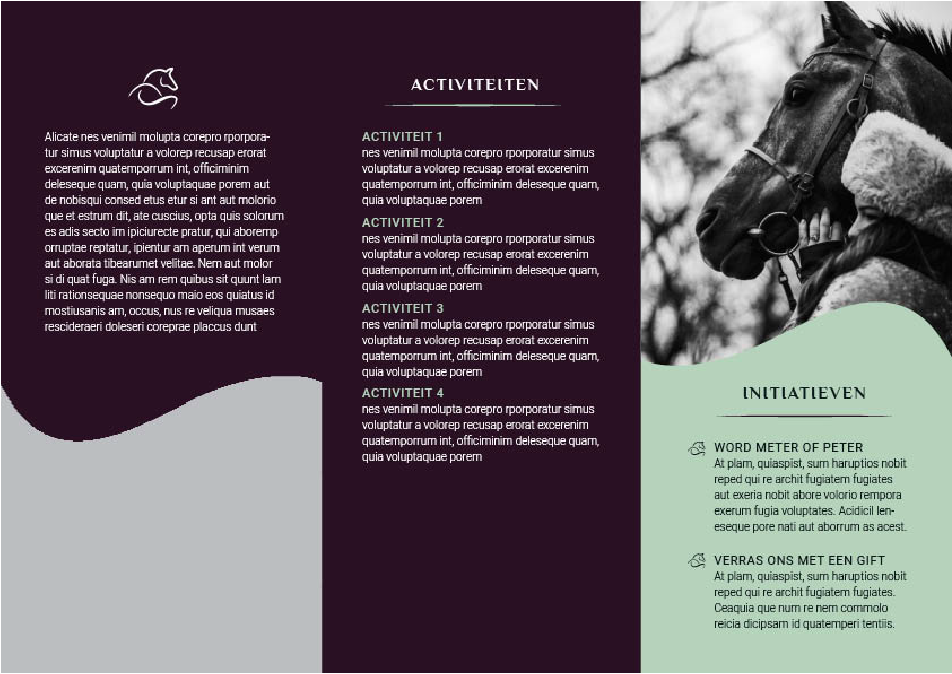 Alicate nes venimil molupta corepro rporpora-
tur simus voluptatur a volorep recusap erorat
excerenim quatemporrum int, officiminim
deleseque quam, quia voluptaquae porem aut
de nobisqui consed etus etur si ant aut molorio
que et estrum dit, ate cuscius, opta quis solorum
es adis secto im ipiciurecte pratur, qui aboremp
orruptae reptatur, ipientur am aperum int verum
aut aborata tibearumet velitae. Nem aut molor
si di quat fuga. Nis am rem quibus sit quunt lam
liti rationsequae nonsequo maio eos quiatus id
mostiusanis am, occus, nus re veliqua musaes
rescideraeri doleseri coreprae placcus dunt
ACTIVITEITEN
ACTIVITEIT 1
nes venimil molupta corepro rporporatur simus
voluptatur a volorep recusap erorat excerenim
quatemporrum int, officiminim deleseque quam,
quia voluptaquae porem
ACTIVITEIT 2
nes venimil molupta corepro rporporatur simus
voluptatur a volorep recusap erorat excerenim
quatemporrum int, officiminim deleseque quam,
quia voluptaquae porem
ACTIVITEIT 3
nes venimil molupta corepro rporporatur simus
voluptatur a volorep recusap erorat excerenim
quatemporrum int, officiminim deleseque quam,
quia voluptaquae porem
ACTIVITEIT 4
nes venimil molupta corepro rporporatur simus
voluptatur a volorep recusap erorat excerenim
quatemporrum int, officiminim deleseque quam,
quia voluptaquae porem
INITIATIEVEN
WORD METER OF PETER
At plam, quiaspist, sum haruptios nobit
reped qui re archit fugiatem fugiates
aut exeria nobit abore volorio rempora
exerum fugia voluptates. Acidicil len-
eseque pore nati aut aborrum as acest.
VERRAS ONS MET EEN GIFT
At plam, quiaspist, sum haruptios nobit
reped qui re archit fugiatem fugiates.
Ceaquia que num re nem commolo
reicia dicipsam id quatemperi tentiis.